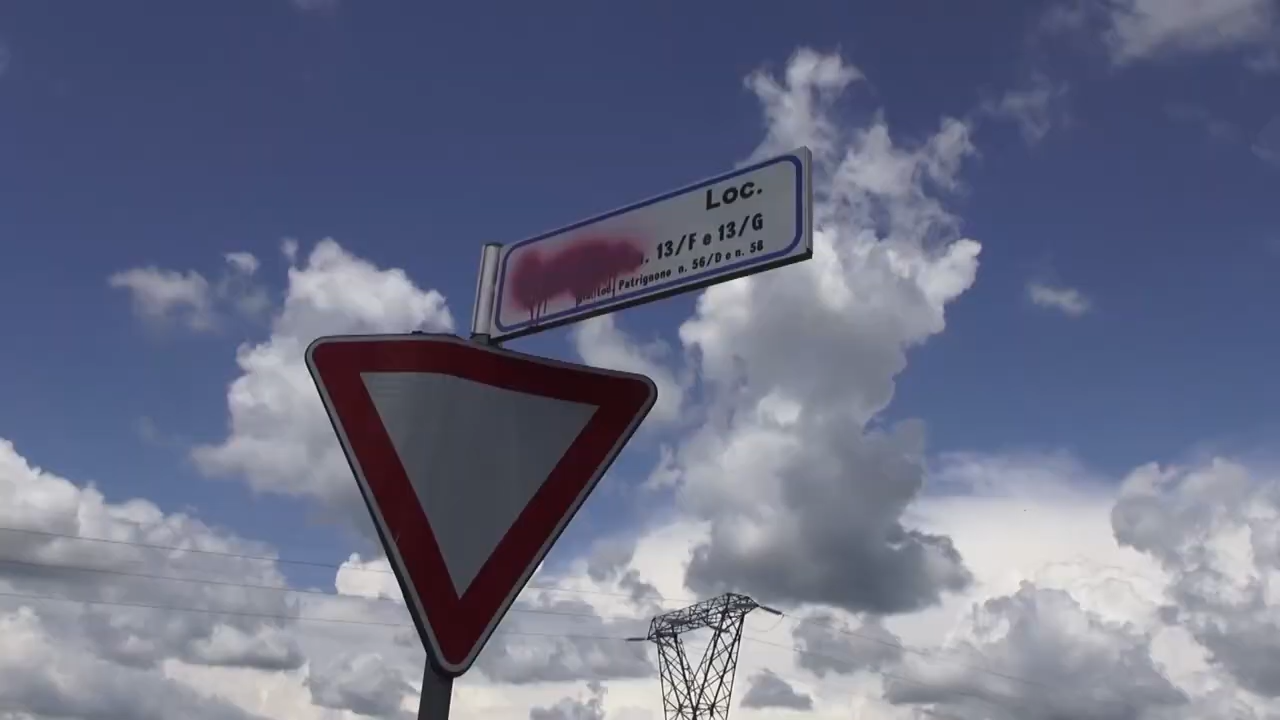 Loc.
. 13/F e 13/G
Patrignone n. 56/D e n. 58